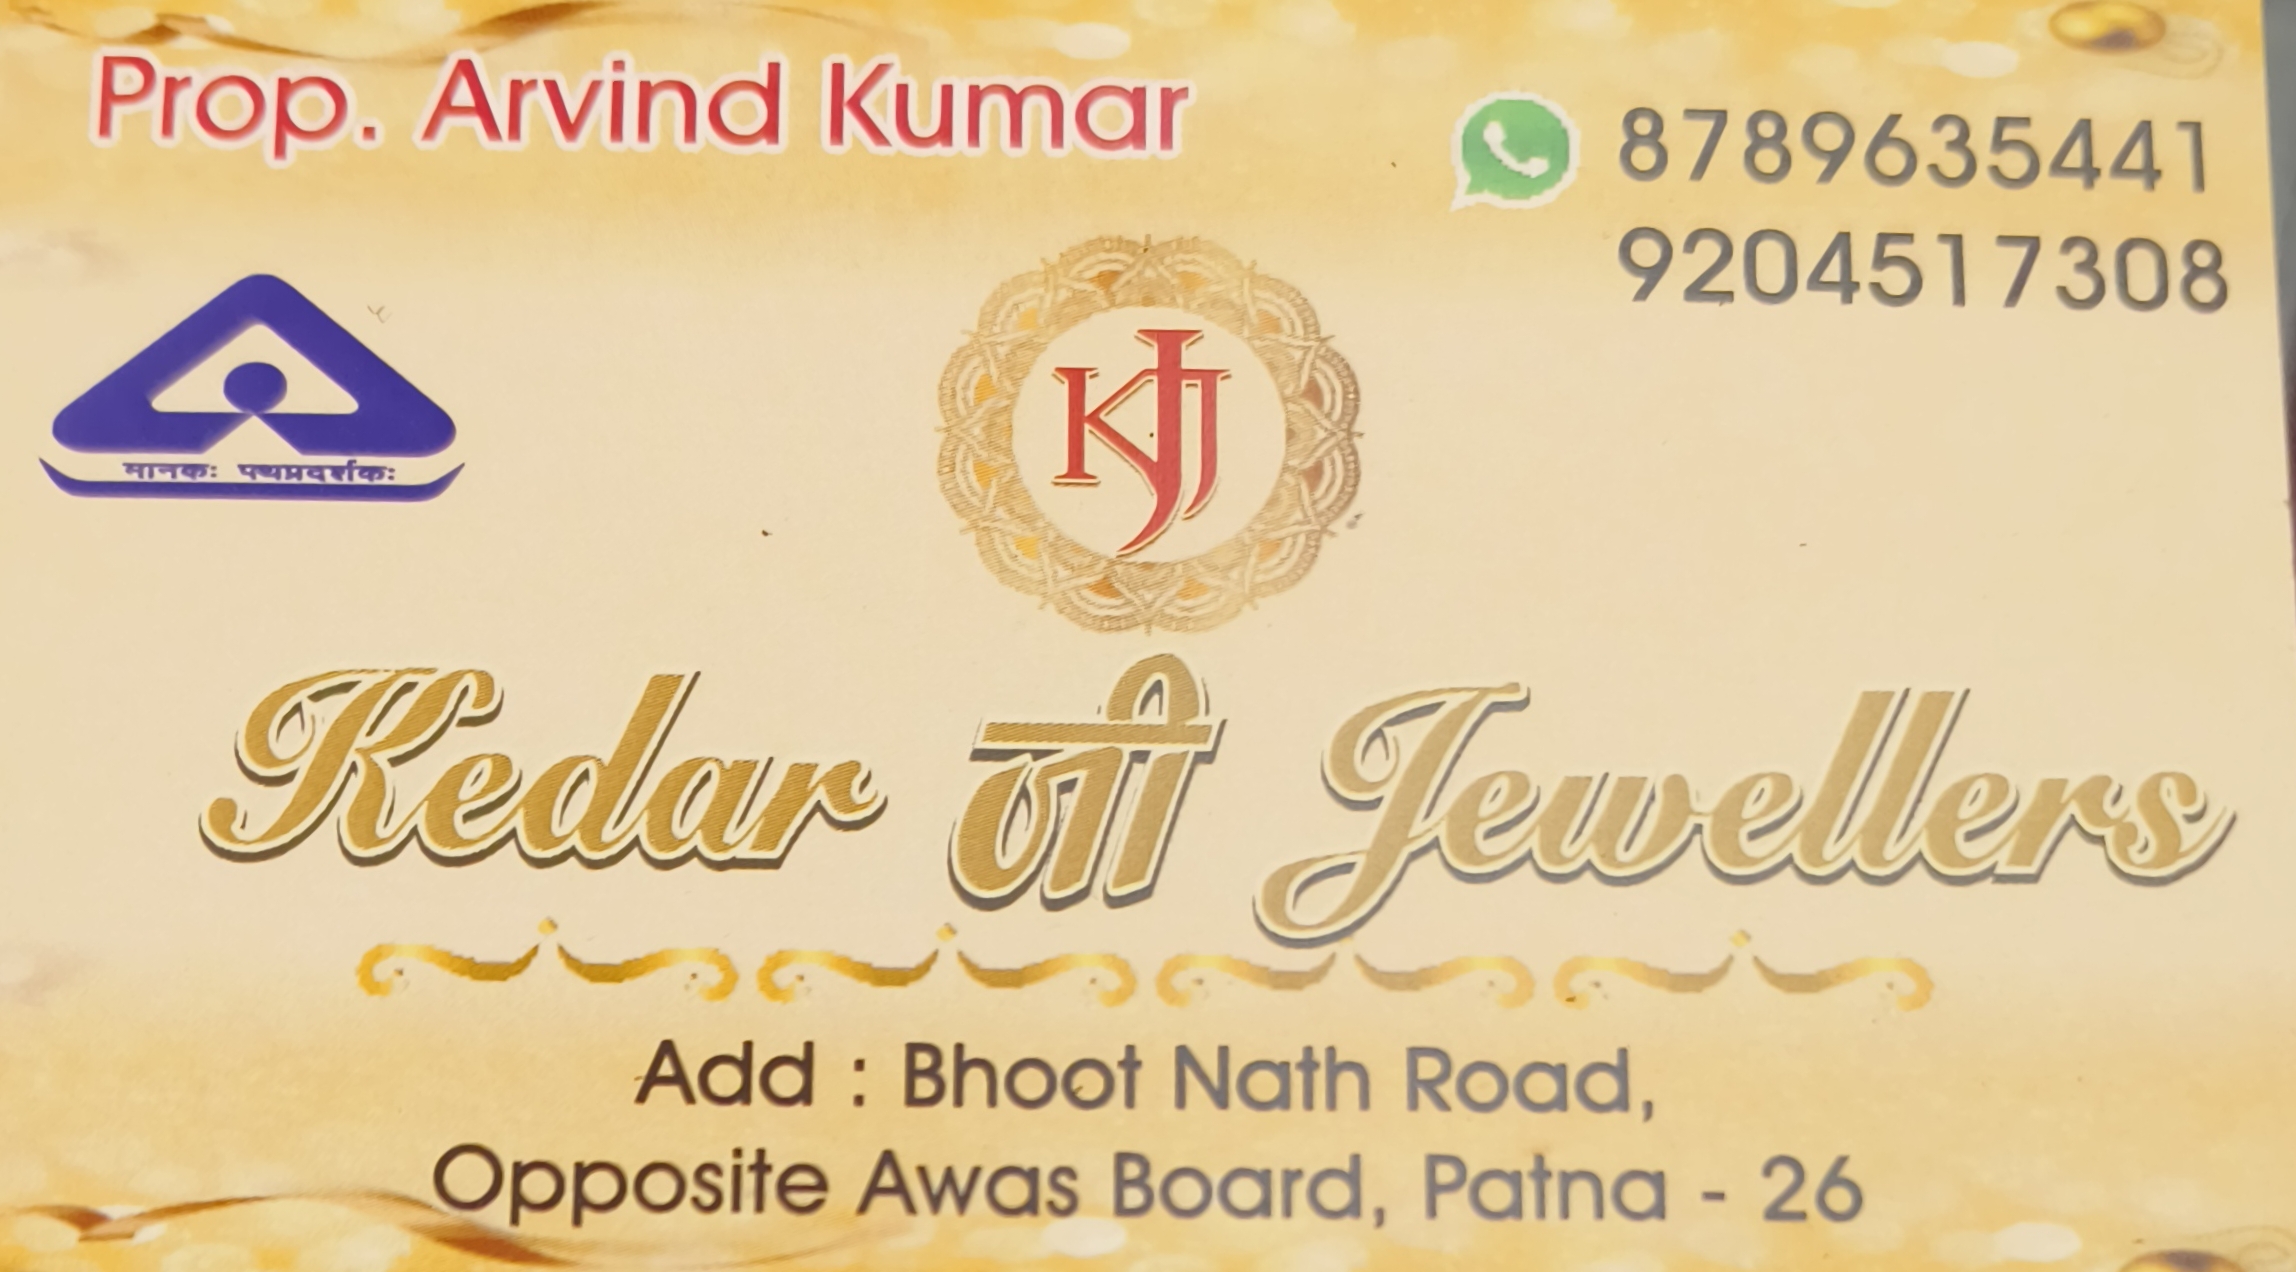 Prop. Arvind Kumar
8789635441
9204517308
मानकः पथप्रदर्शकः
KJJ
Kedar जी Jewellers
Add : Bhoot Nath Road,
Opposite Awas Board, Patna - 26